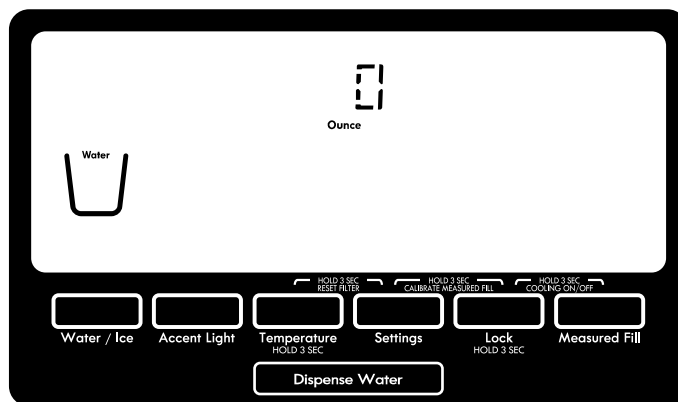 0
Ounce
Water
HOLD 3 SEC
RESET FILTER
HOLD 3 SEC
CALIBRATE MEASURED FILL
HOLD 3 SEC
COOLING ON/OFF
Water / Ice
Accent Light
Temperature
HOLD 3 SEC
Settings
Lock
HOLD 3 SEC
Measured Fill
Dispense Water